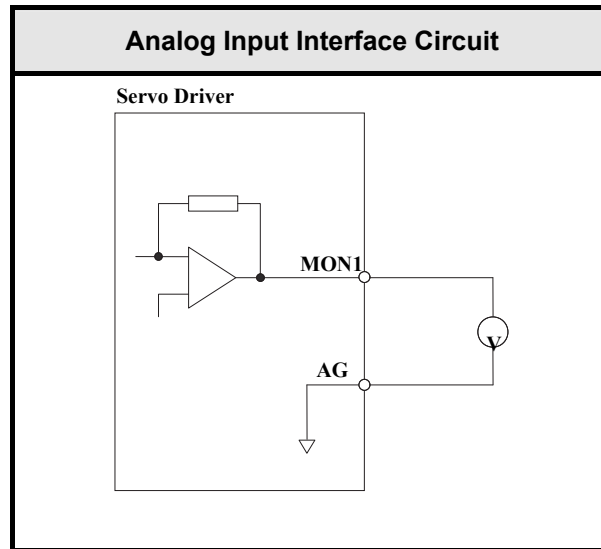 Analog Input Interface Circuit
Servo Driver
MON1
V
AG